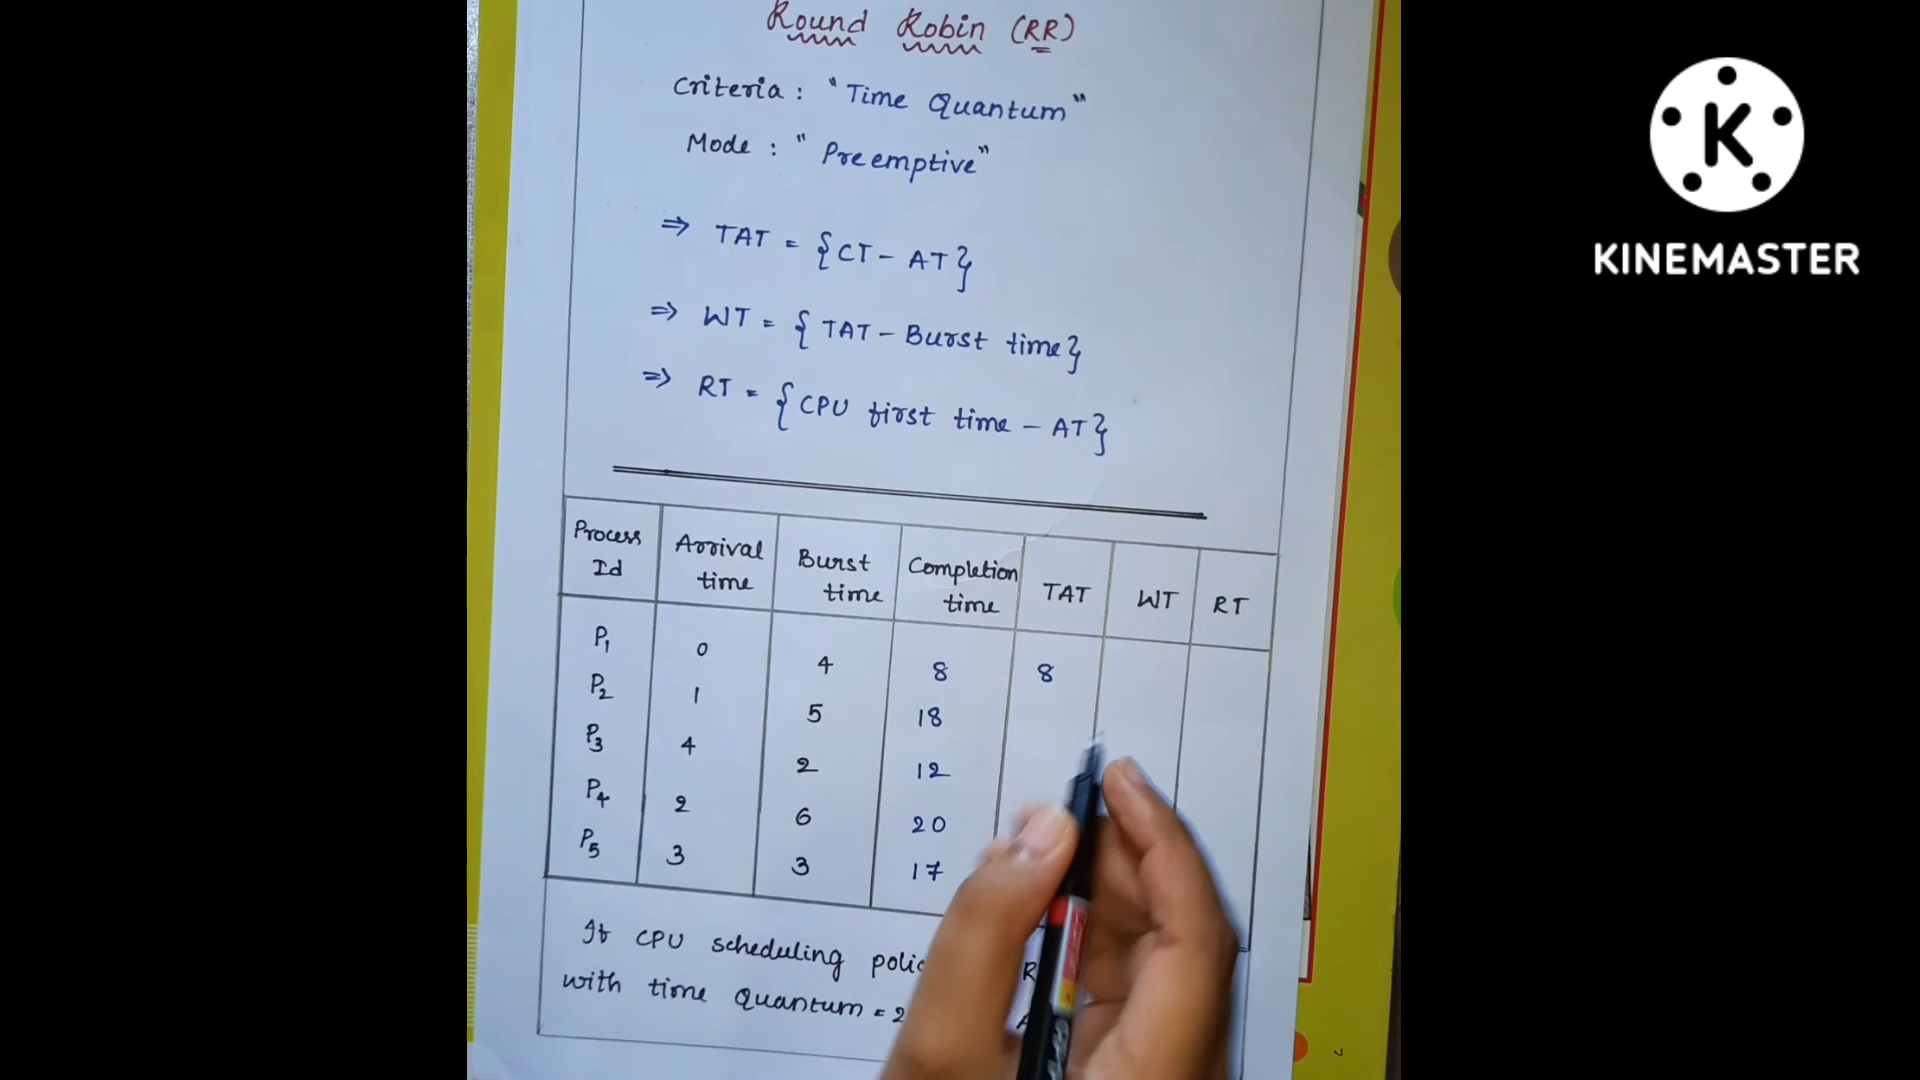 Round Robin (RR)
Criteria : "Time Quantum"
Mode : "Preemptive"
⇒ TAT = {CT - AT}
⇒ WT = {TAT - Burst time}
⇒ RT = {CPU first time - AT}
Process Id | Arrival time | Burst time | Completion time | TAT | WT | RT
P1 | 0 | 4 | 8 | 8
P2 | 1 | 5 | 18
P3 | 4 | 2 | 12
P4 | 2 | 6 | 20
P5 | 3 | 3 | 17
If CPU scheduling
with time Quantum = 2
K
KINEMASTER